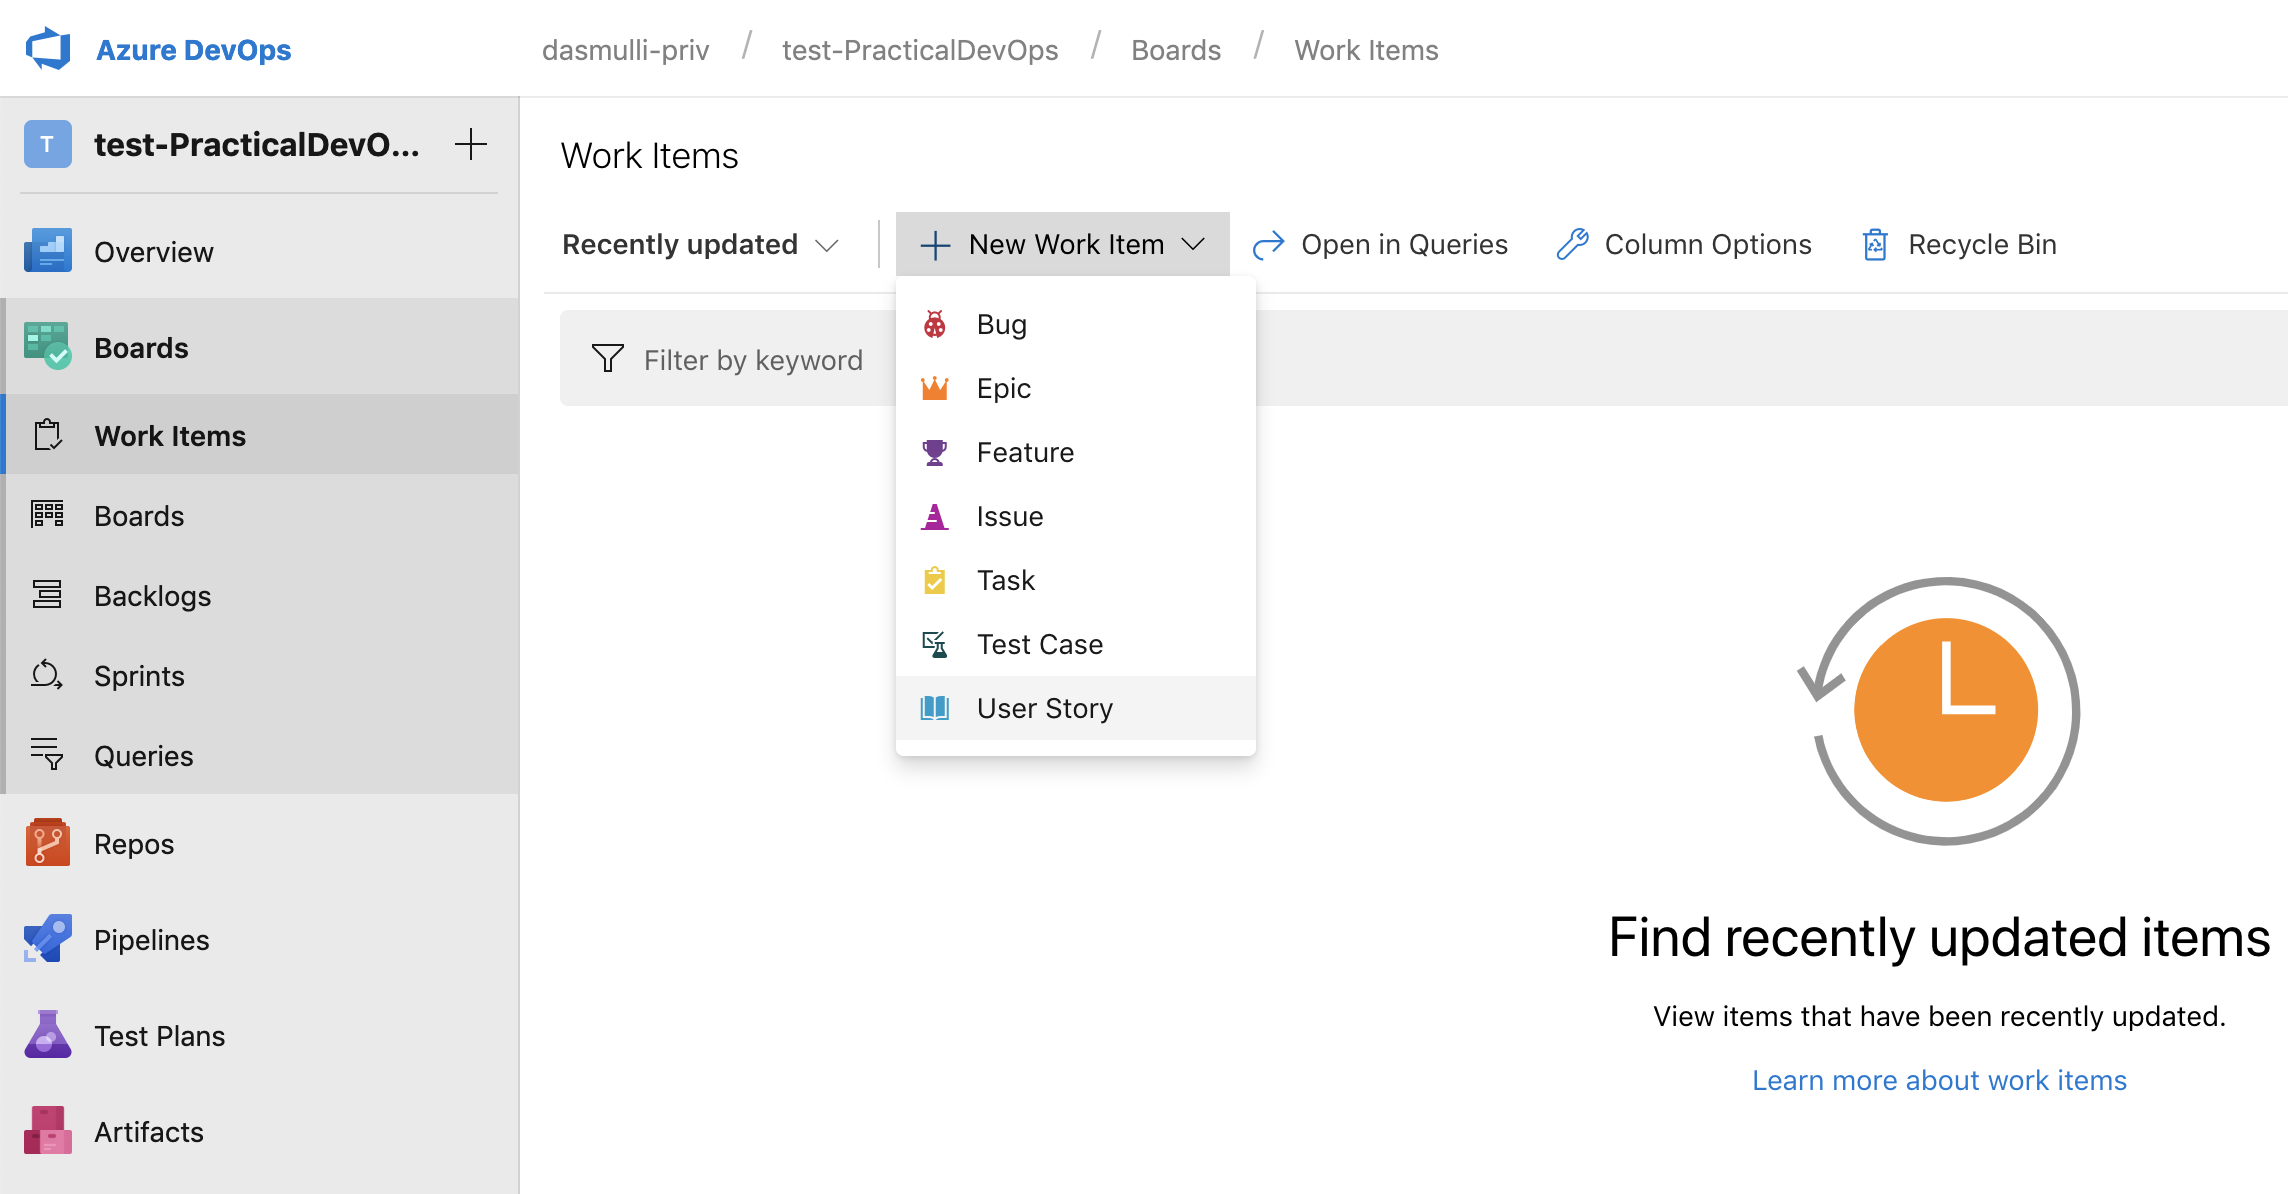 Azure DevOps
dasmulli-priv / test-PracticalDevOps / Boards / Work Items
T test-PracticalDevO...
Overview
Boards
Work Items
Boards
Backlogs
Sprints
Queries
Repos
Pipelines
Test Plans
Artifacts
Work Items
Recently updated New Work Item Open in Queries Column Options Recycle Bin
Filter by keyword
Bug
Epic
Feature
Issue
Task
Test Case
User Story
Find recently updated items
View items that have been recently updated.
Learn more about work items